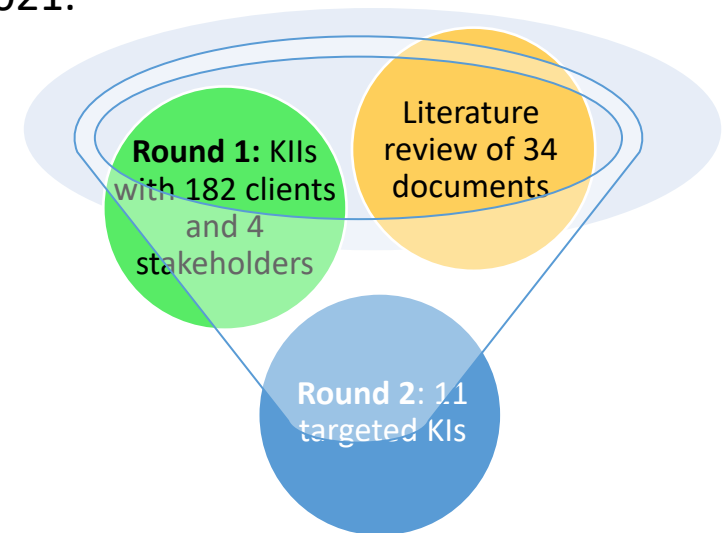 021.
Round 1: KIIs
with 182 clients
and 4
stakeholders
Literature
review of 34
documents
Round 2: 11
targeted KIs